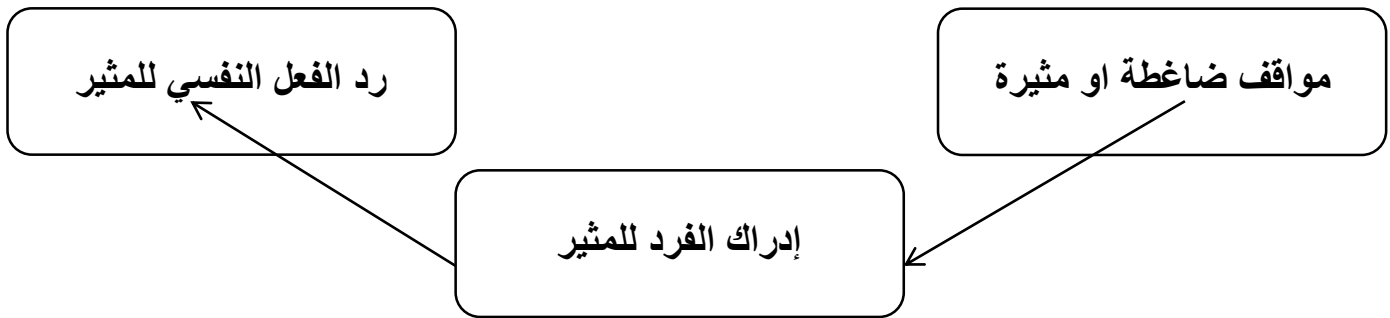 مواقف ضاغطة او مثيرة
رد الفعل النفسي للمثير
إدراك الفرد للمثير